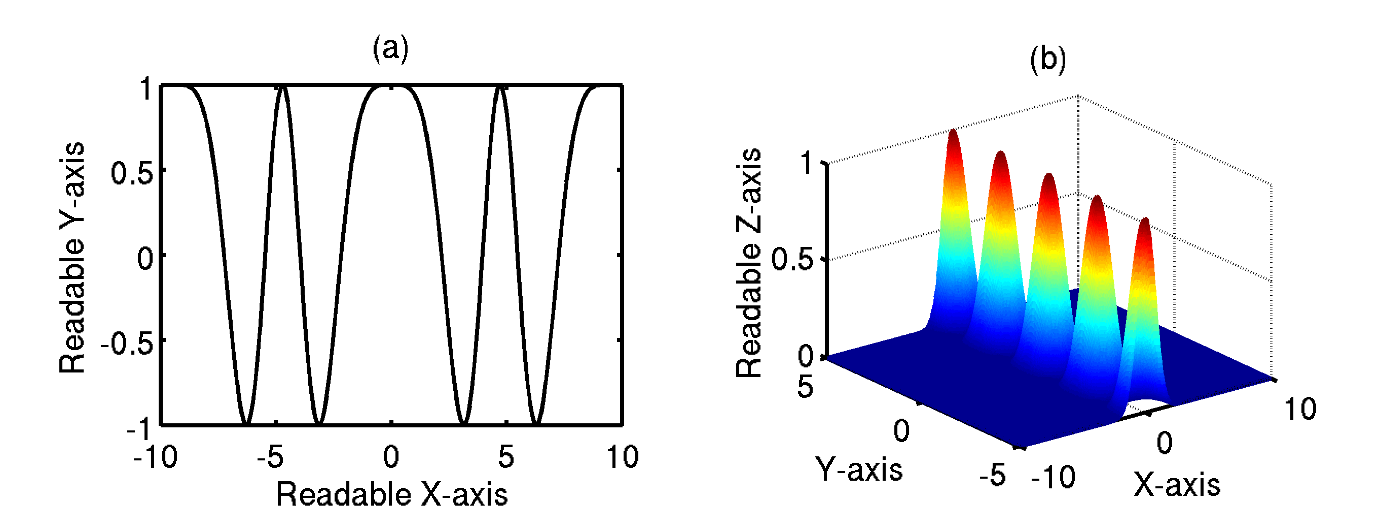 (a)
1
0.5
0
-0.5
-1
-10 -5 0 5 10
Readable X-axis
Readable Y-axis
(b)
1
0.5
0
Readable Z-axis
5
0
-5
Y-axis
-10
0
10
X-axis